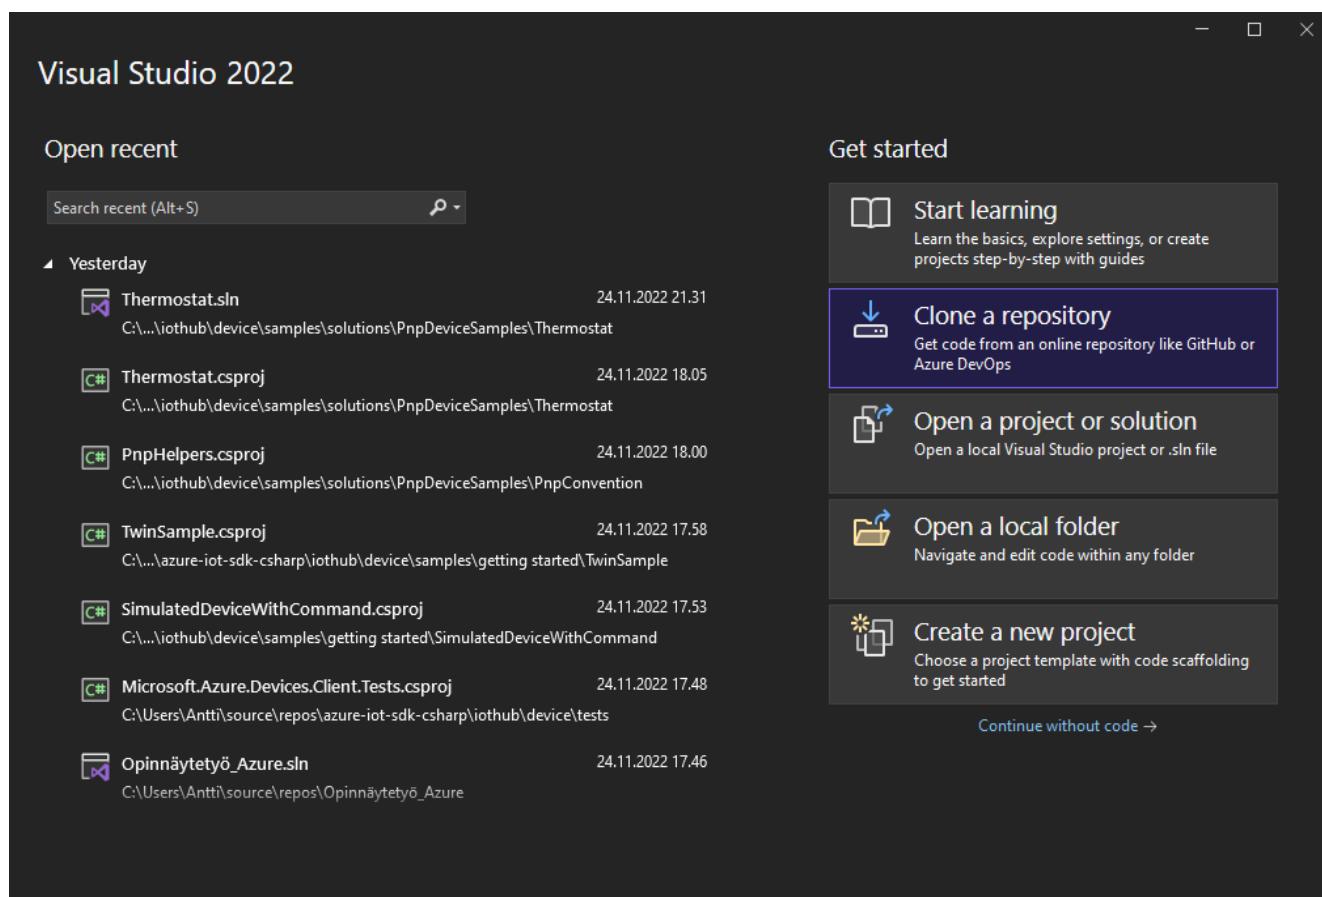 Visual Studio 2022
Open recent
Search recent (Alt+S)
Yesterday
Thermostat.sln 24.11.2022 21.31
C:\...\iothub\device\samples\solutions\PnpDeviceSamples\Thermostat
C# Thermostat.csproj 24.11.2022 18.05
C:\...\iothub\device\samples\solutions\PnpDeviceSamples\Thermostat
C# PnpHelpers.csproj 24.11.2022 18.00
C:\...\iothub\device\samples\solutions\PnpDeviceSamples\PnpConvention
C# TwinSample.csproj 24.11.2022 17.58
C:\...\azure-iot-sdk-csharp\iothub\device\samples\getting started\TwinSample
C# SimulatedDeviceWithCommand.csproj 24.11.2022 17.53
C:\...\iothub\device\samples\getting started\SimulatedDeviceWithCommand
C# Microsoft.Azure.Devices.Client.Tests.csproj 24.11.2022 17.48
C:\Users\Antti\source\repos\azure-iot-sdk-csharp\iothub\device\tests
Opinnäytetyö_Azure.sln 24.11.2022 17.46
C:\Users\Antti\source\repos\Opinnäytetyö_Azure
Get started
Start learning
Learn the basics, explore settings, or create
projects step-by-step with guides
Clone a repository
Get code from an online repository like GitHub or
Azure DevOps
Open a project or solution
Open a local Visual Studio project or .sln file
Open a local folder
Navigate and edit code within any folder
Create a new project
Choose a project template with code scaffolding
to get started
Continue without code →